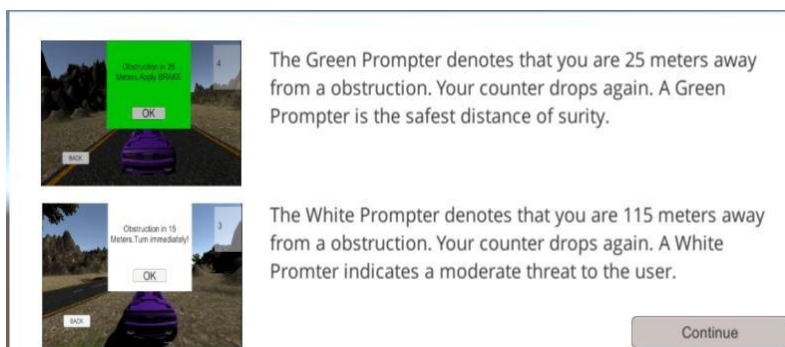 Obstruction in 25
Meters.Apply BRAKE
4
OK
BACK
The Green Prompter denotes that you are 25 meters away
from a obstruction. Your counter drops again. A Green
Prompter is the safest distance of surity.
Obstruction in 15
Meters.Turn immediately!
3
OK
BACK
The White Prompter denotes that you are 115 meters away
from a obstruction. Your counter drops again. A White
Promter indicates a moderate threat to the user.
Continue